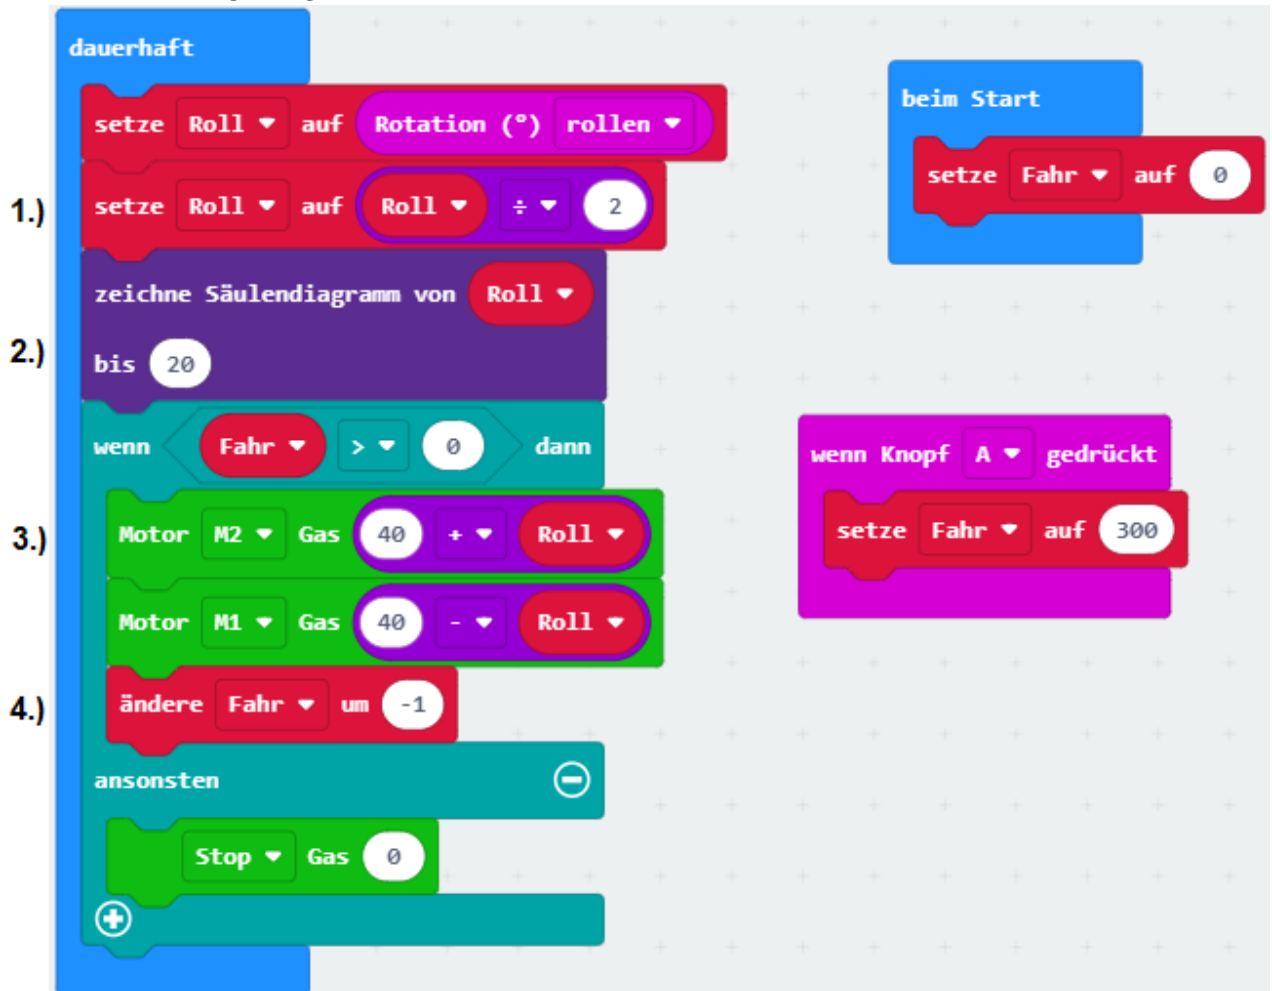 dauerhaft
setze Roll auf Rotation (°) rollen
1.) setze Roll auf Roll ÷ 2
zeichne Säulendiagramm von Roll
2.) bis 20
wenn Fahr > 0 dann
3.) Motor M2 Gas 40 + Roll
Motor M1 Gas 40 - Roll
4.) ändere Fahr um -1
ansonsten
Stop Gas 0
beim Start
setze Fahr auf 0
wenn Knopf A gedrückt
setze Fahr auf 300